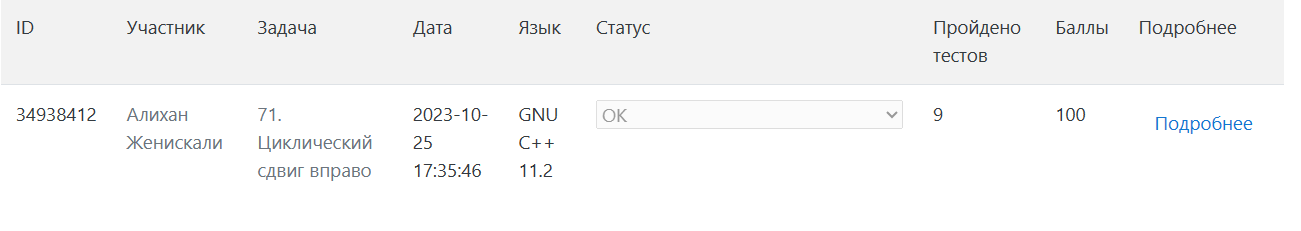 ID Участник Задача Дата Язык Статус Пройдено Баллы Подробнее
тестов
34938412 Алихан 71. 2023-10- GNU OK 9 100 Подробнее
Женискали Циклический 25 C++
сдвиг вправо 17:35:46 11.2